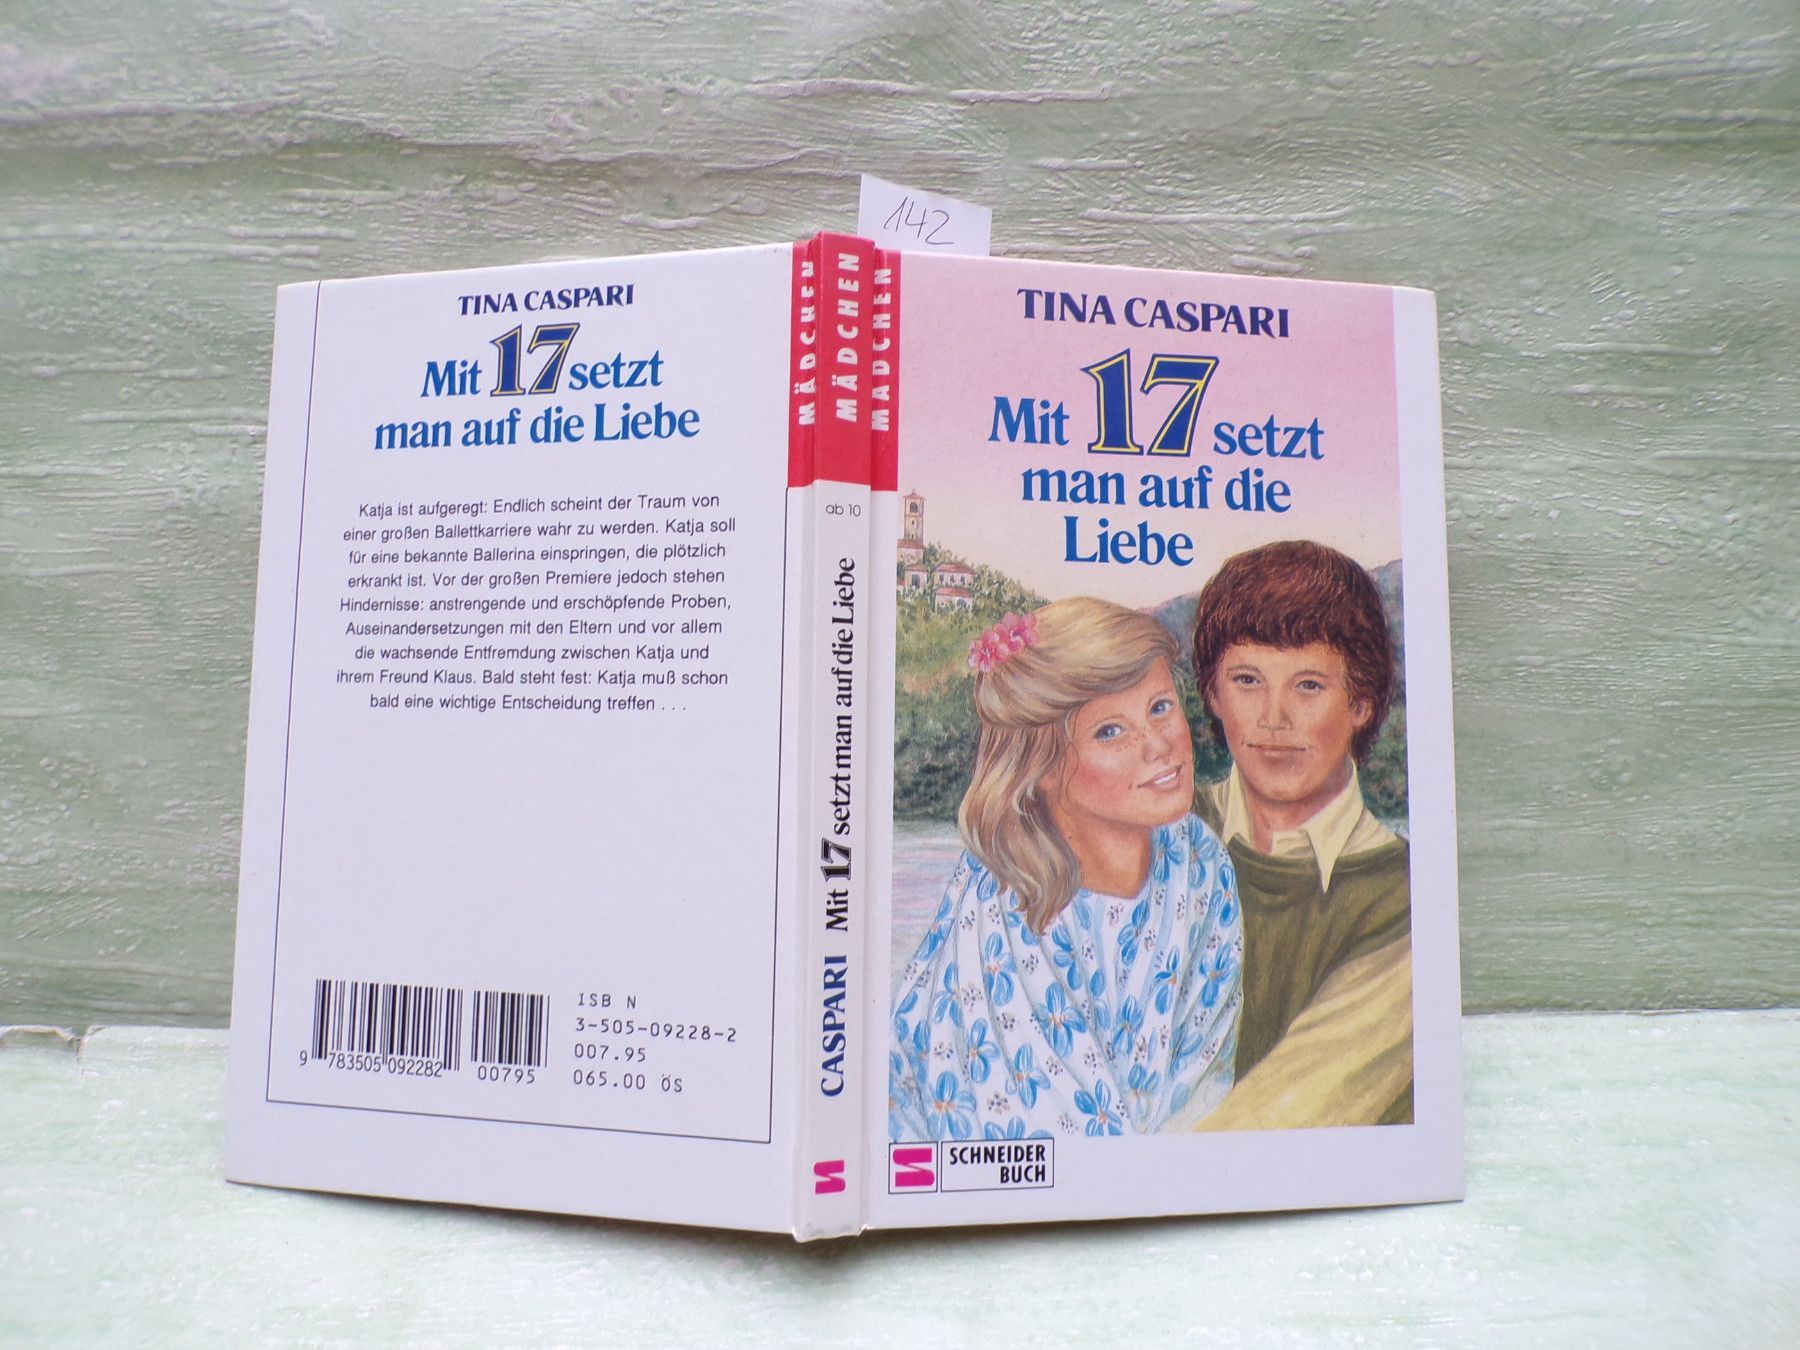 142
TINA CASPARI
Mit 17 setzt
man auf die Liebe
Katja ist aufgeregt: Endlich scheint der Traum von
einer großen Ballettkarriere wahr zu werden. Katja soll
für eine bekannte Ballerina einspringen, die plötzlich
erkrankt ist. Vor der großen Premiere jedoch stehen
Hindernisse: anstrengende und erschöpfende Proben,
Auseinandersetzungen mit den Eltern und vor allem
die wachsende Entfremdung zwischen Katja und
ihrem Freund Klaus. Bald steht fest: Katja muß schon
bald eine wichtige Entscheidung treffen . . .
ISB N
3-505-09228-2
007.95
065.00 ÖS
9 783505 092282
00795
MÄDCHEN
MÄDCHEN
MÄDCHEN
ab 10
CASPARI Mit 17 setzt man auf die Liebe
TINA CASPARI
Mit 17 setzt
man auf die
Liebe
SCHNEIDER
BUCH